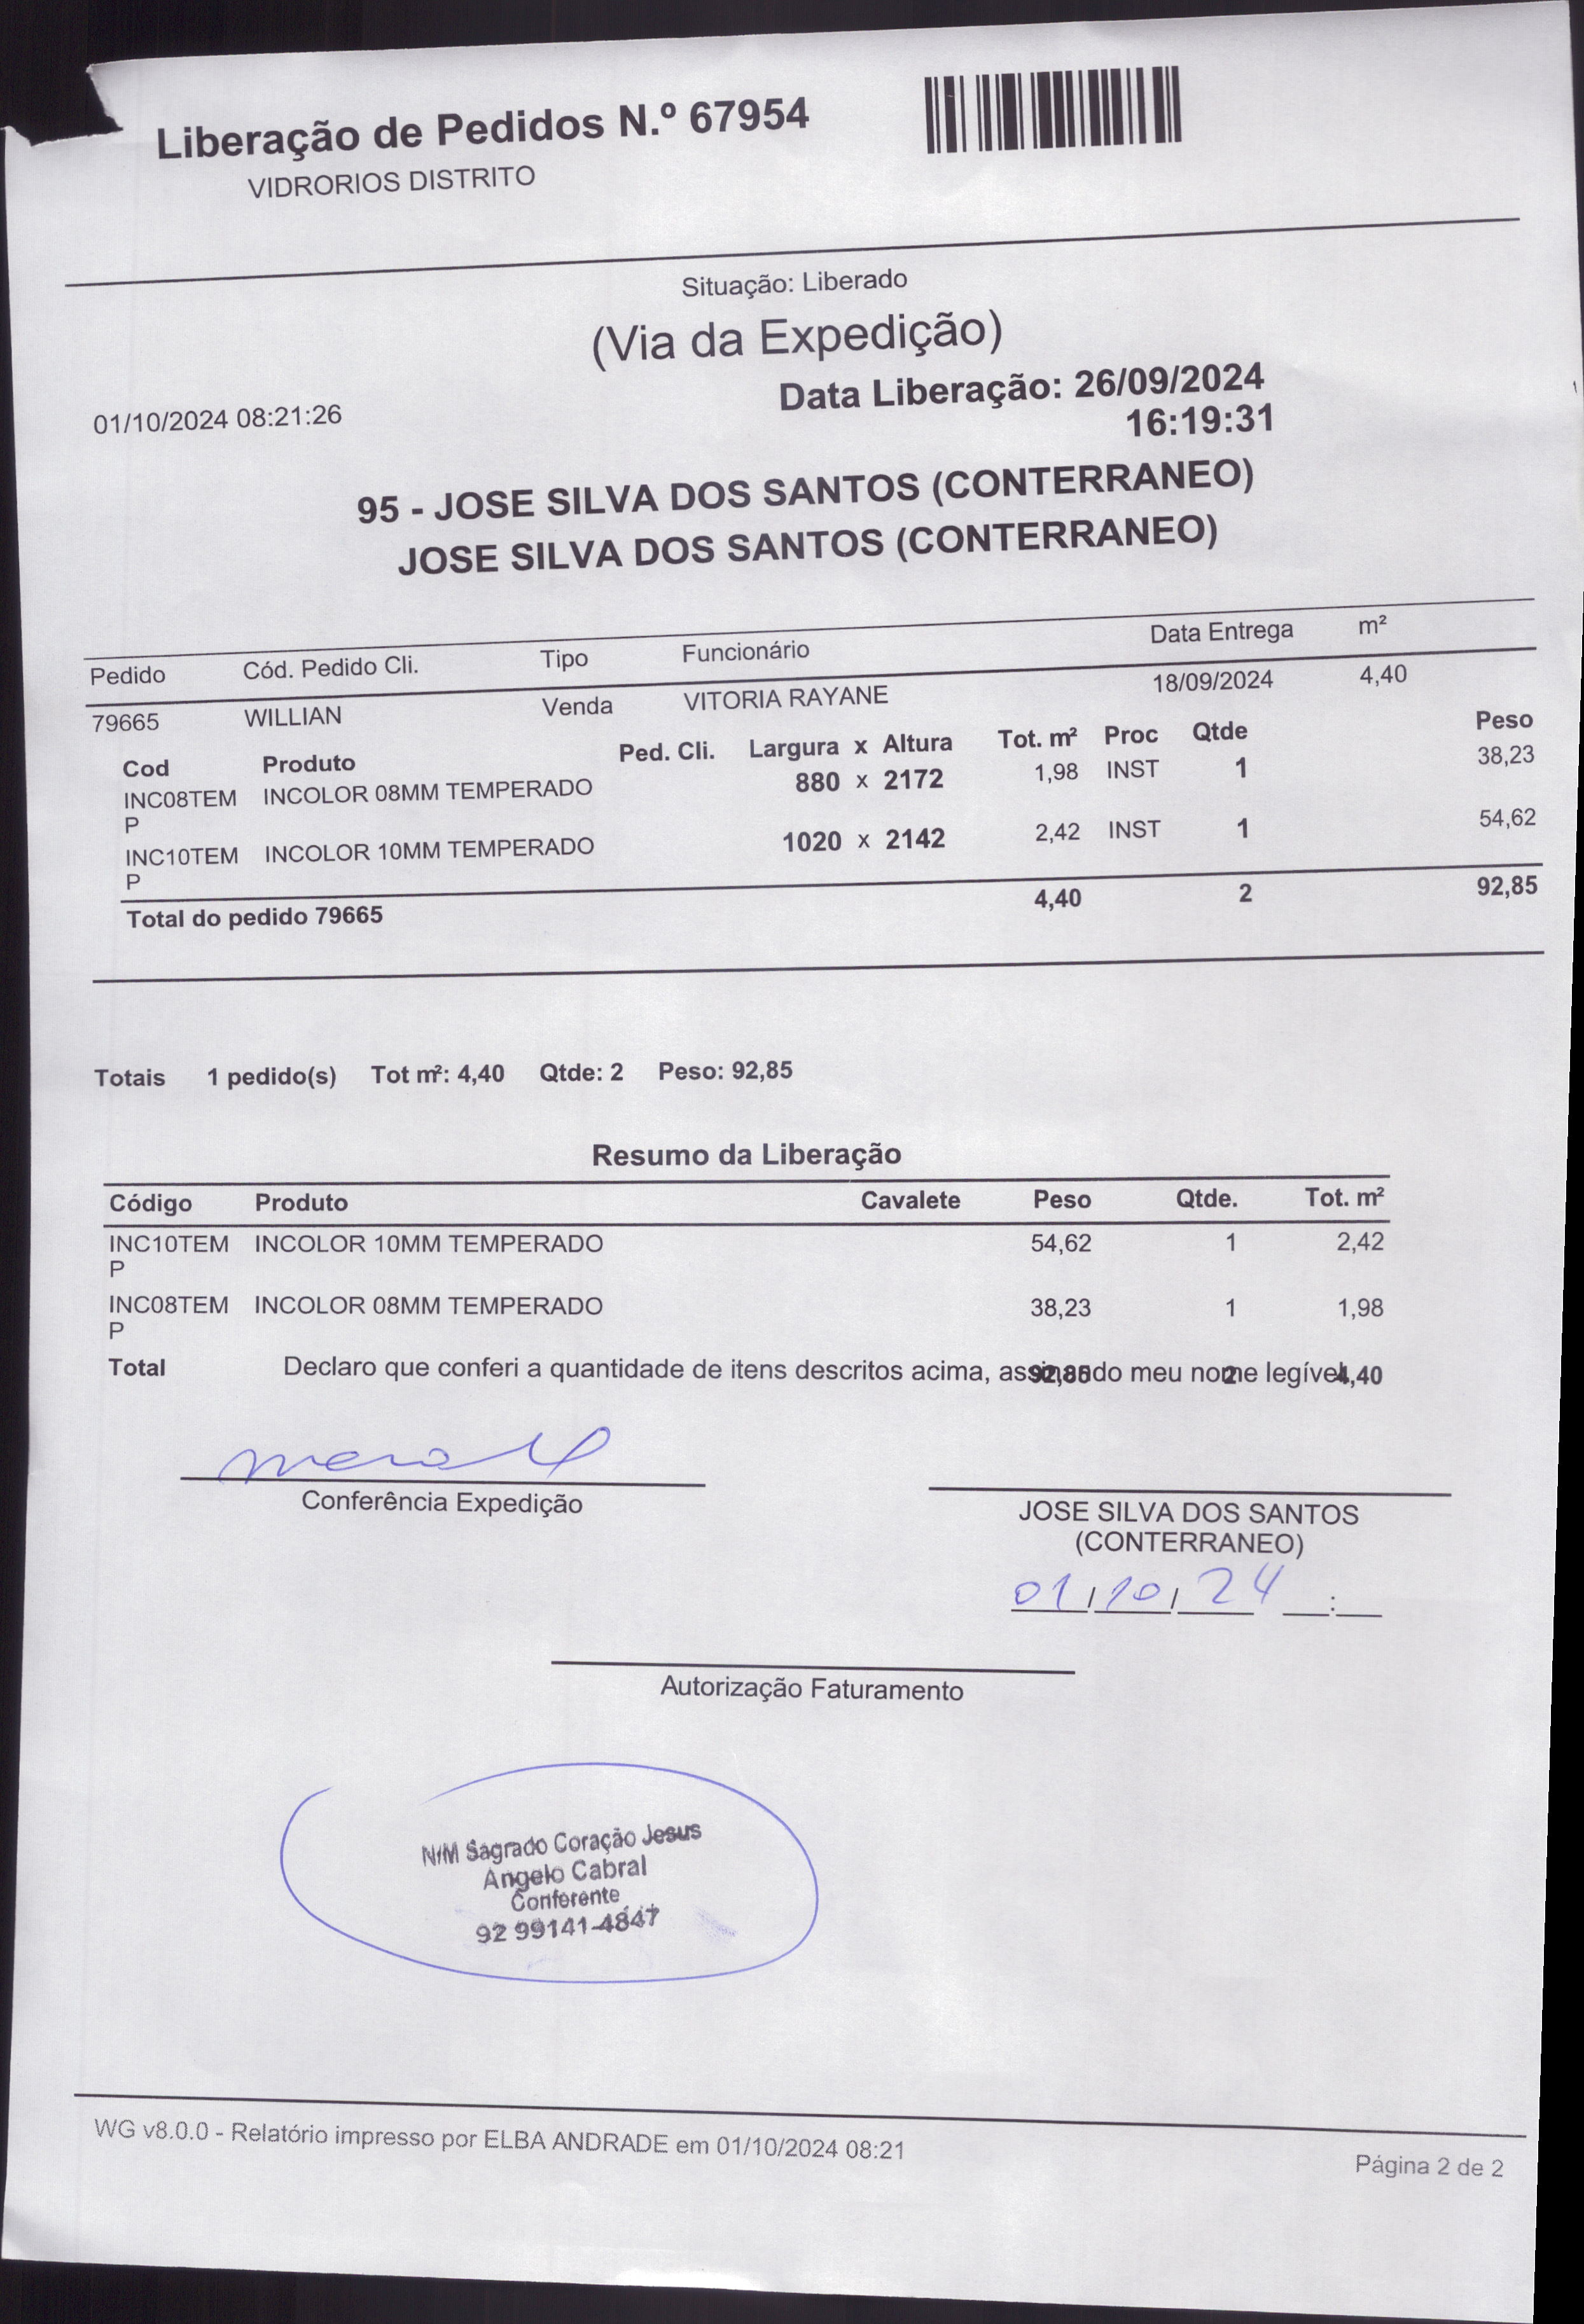 Liberação de Pedidos N.º 67954
VIDRORIOS DISTRITO
Situação: Liberado
(Via da Expedição)
01/10/2024 08:21:26
Data Liberação: 26/09/2024
16:19:31
95 - JOSE SILVA DOS SANTOS (CONTERRANEO)
JOSE SILVA DOS SANTOS (CONTERRANEO)
Pedido Cód. Pedido Cli. Tipo Funcionário Data Entrega m²
79665 WILLIAN Venda VITORIA RAYANE 18/09/2024 4,40
Cod Produto Ped. Cli. Largura x Altura Tot. m² Proc Qtde Peso
INC08TEM INCOLOR 08MM TEMPERADO 880 x 2172 1,98 INST 1 38,23
P
INC10TEM INCOLOR 10MM TEMPERADO 1020 x 2142 2,42 INST 1 54,62
P
Total do pedido 79665 4,40 2 92,85
Totais 1 pedido(s) Tot m²: 4,40 Qtde: 2 Peso: 92,85
Resumo da Liberação
Código Produto Cavalete Peso Qtde. Tot. m²
INC10TEM INCOLOR 10MM TEMPERADO 54,62 1 2,42
P
INC08TEM INCOLOR 08MM TEMPERADO 38,23 1 1,98
P
Total 92,85 2 4,40
Declaro que conferi a quantidade de itens descritos acima, assinando meu nome legível
Conferência Expedição
JOSE SILVA DOS SANTOS
(CONTERRANEO)
01/10/24 __:__
Autorização Faturamento
N/M Sagrado Coração Jesus
Angelo Cabral
Conferente
92 99141-4847
WG v8.0.0 - Relatório impresso por ELBA ANDRADE em 01/10/2024 08:21
Página 2 de 2